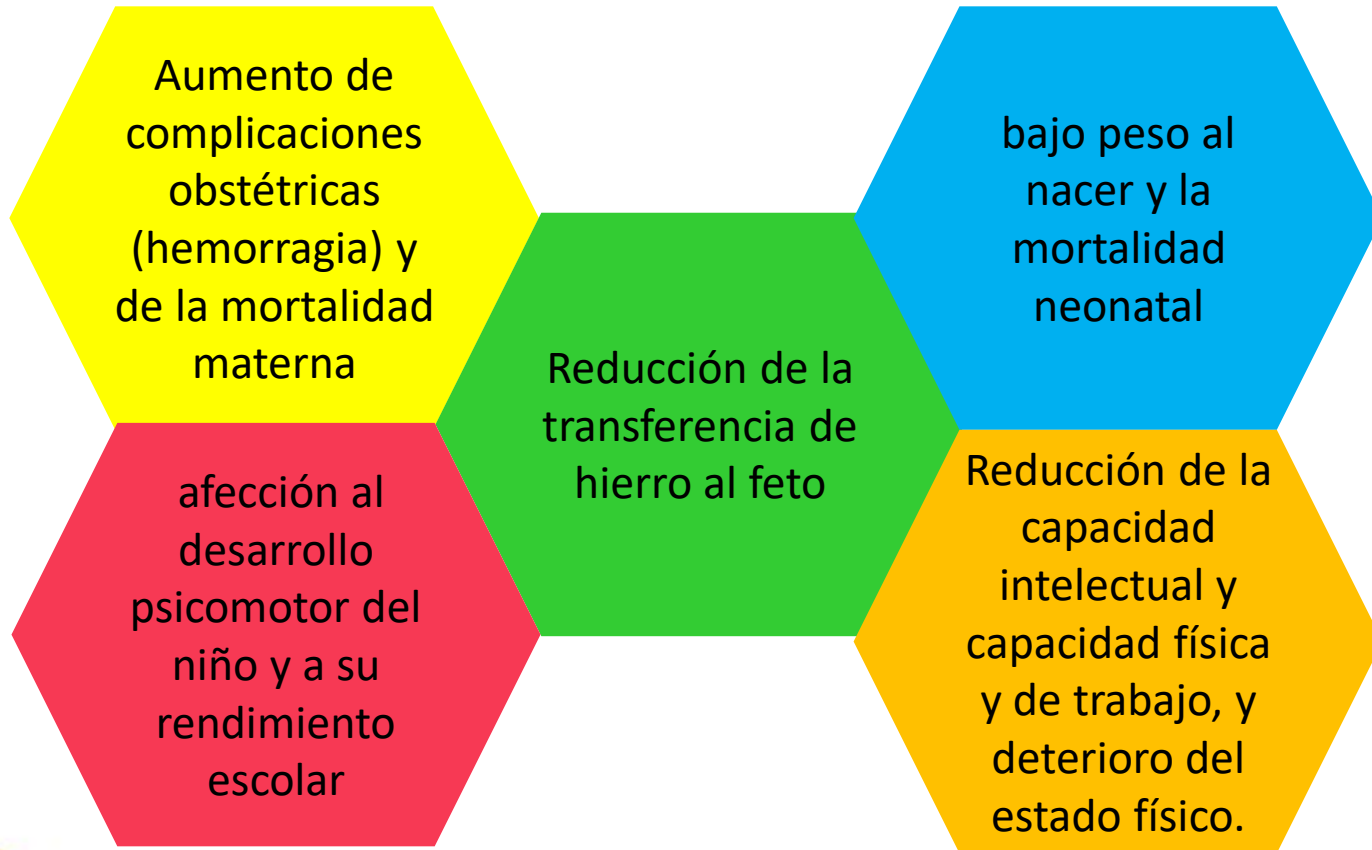 Aumento de
complicaciones
obstétricas
(hemorragia) y
de la mortalidad
materna
bajo peso al
nacer y la
mortalidad
neonatal
Reducción de la
transferencia de
hierro al feto
afección al
desarrollo
psicomotor del
niño y a su
rendimiento
escolar
Reducción de la
capacidad
intelectual y
capacidad física
y de trabajo, y
deterioro del
estado físico.